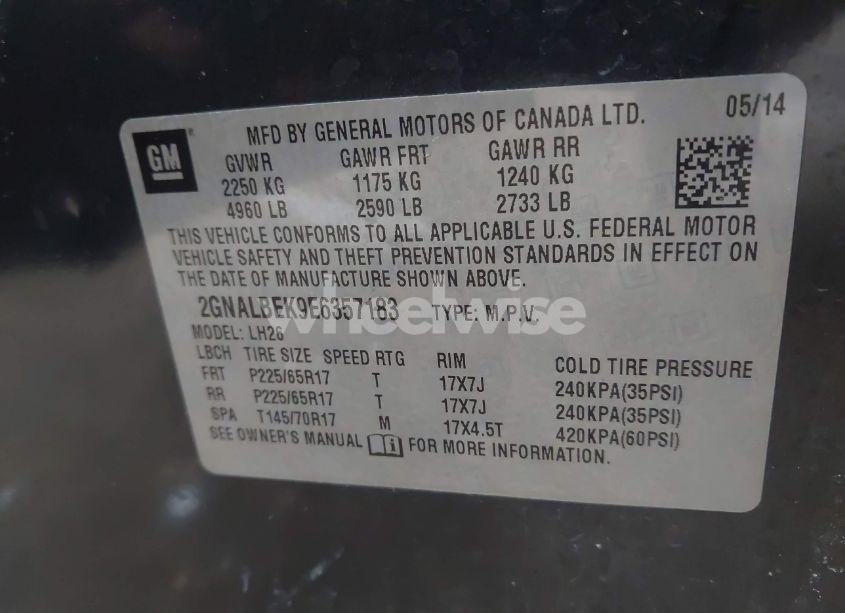 GM
MFD BY GENERAL MOTORS OF CANADA LTD. 05/14
GVWR GAWR FRT GAWR RR
2250 KG 1175 KG 1240 KG
4960 LB 2590 LB 2733 LB
THIS VEHICLE CONFORMS TO ALL APPLICABLE U.S. FEDERAL MOTOR
VEHICLE SAFETY AND THEFT PREVENTION STANDARDS IN EFFECT ON
THE DATE OF MANUFACTURE SHOWN ABOVE.
2GNALBEK9E6357183 TYPE: M.P.V.
wheelwise
MODEL: LH26
LBCH TIRE SIZE SPEED RTG RIM COLD TIRE PRESSURE
FRT P225/65R17 T 17X7J 240KPA(35PSI)
RR P225/65R17 T 17X7J 240KPA(35PSI)
SPA T145/70R17 M 17X4.5T 420KPA(60PSI)
SEE OWNER'S MANUAL FOR MORE INFORMATION.